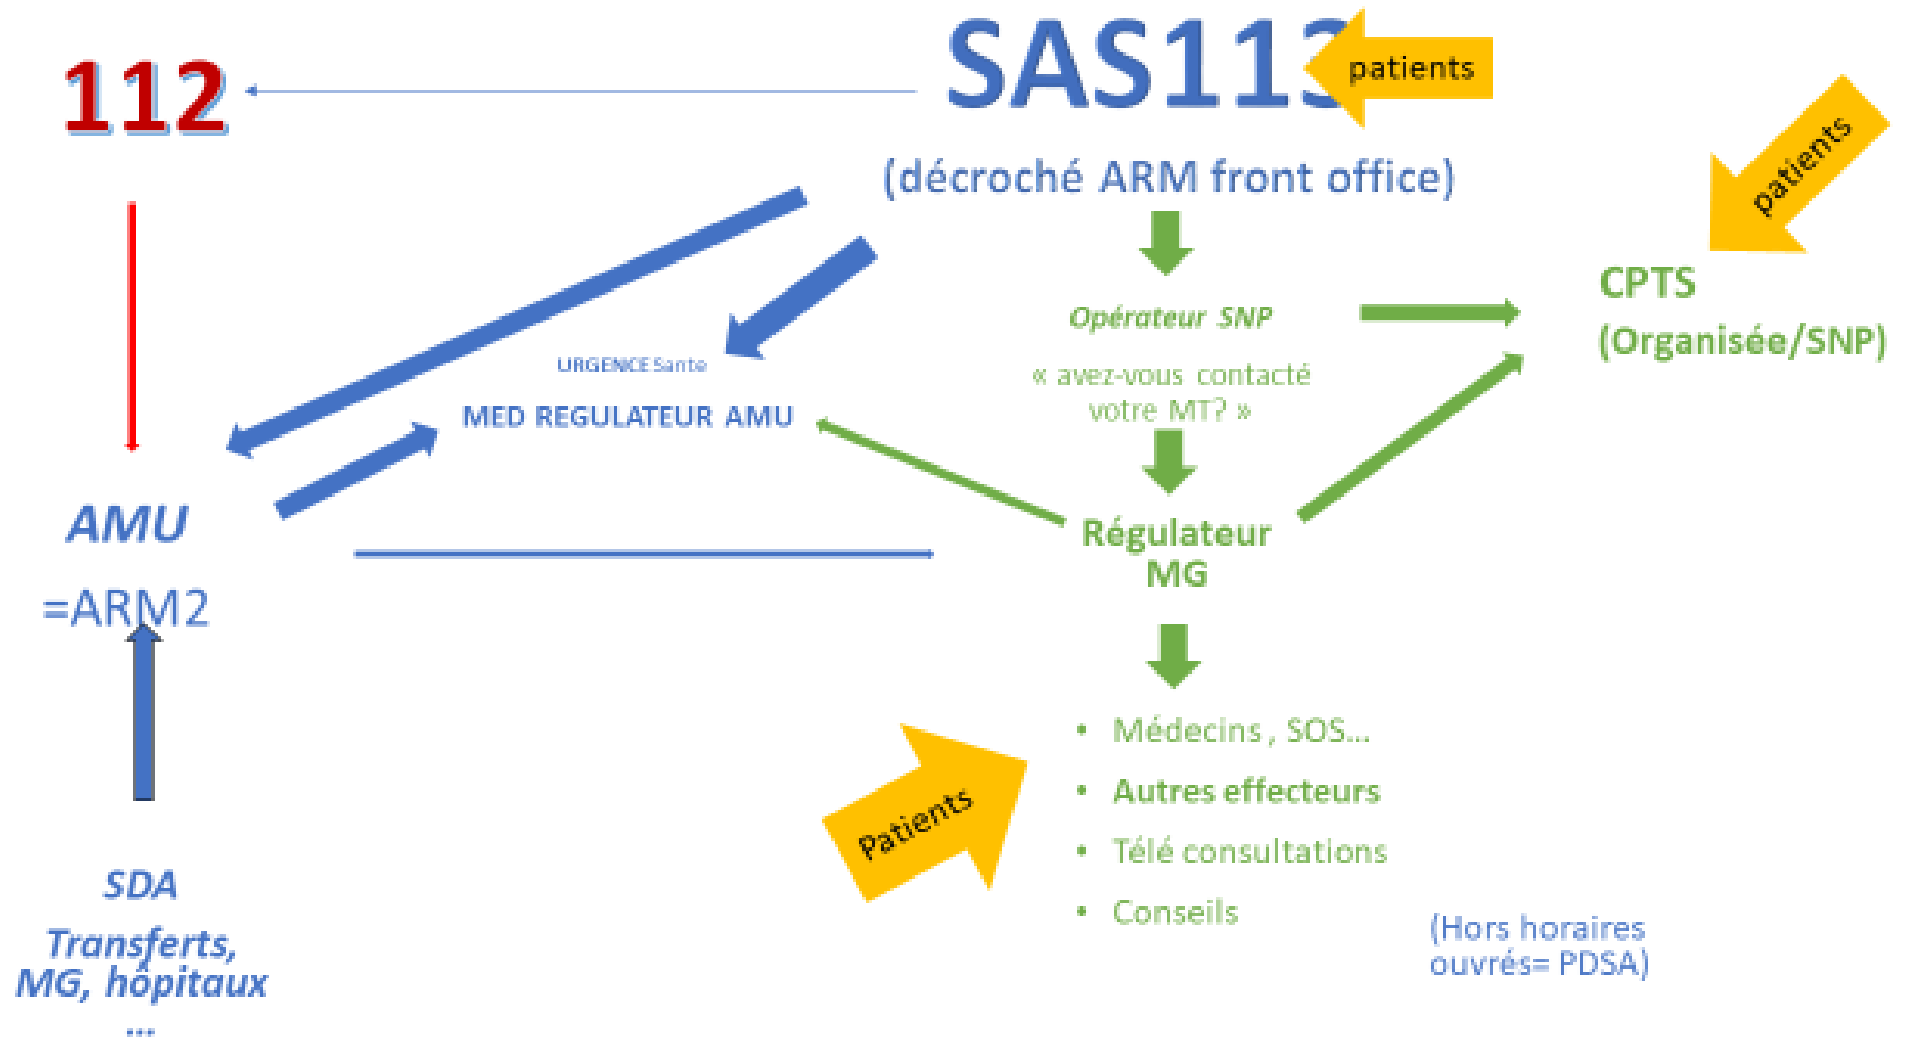 112
SAS113
patients
(décroché ARM front office)
patients
CPTS
(Organisée/SNP)
Opérateur SNP
« avez-vous contacté
votre MT? »
URGENCE Sante
MED REGULATEUR AMU
AMU
=ARM2
Régulateur
MG
• Médecins , SOS...
• Autres effecteurs
• Télé consultations
• Conseils
Patients
SDA
Transferts,
MG, hôpitaux
...
(Hors horaires
ouvrés= PDSA)